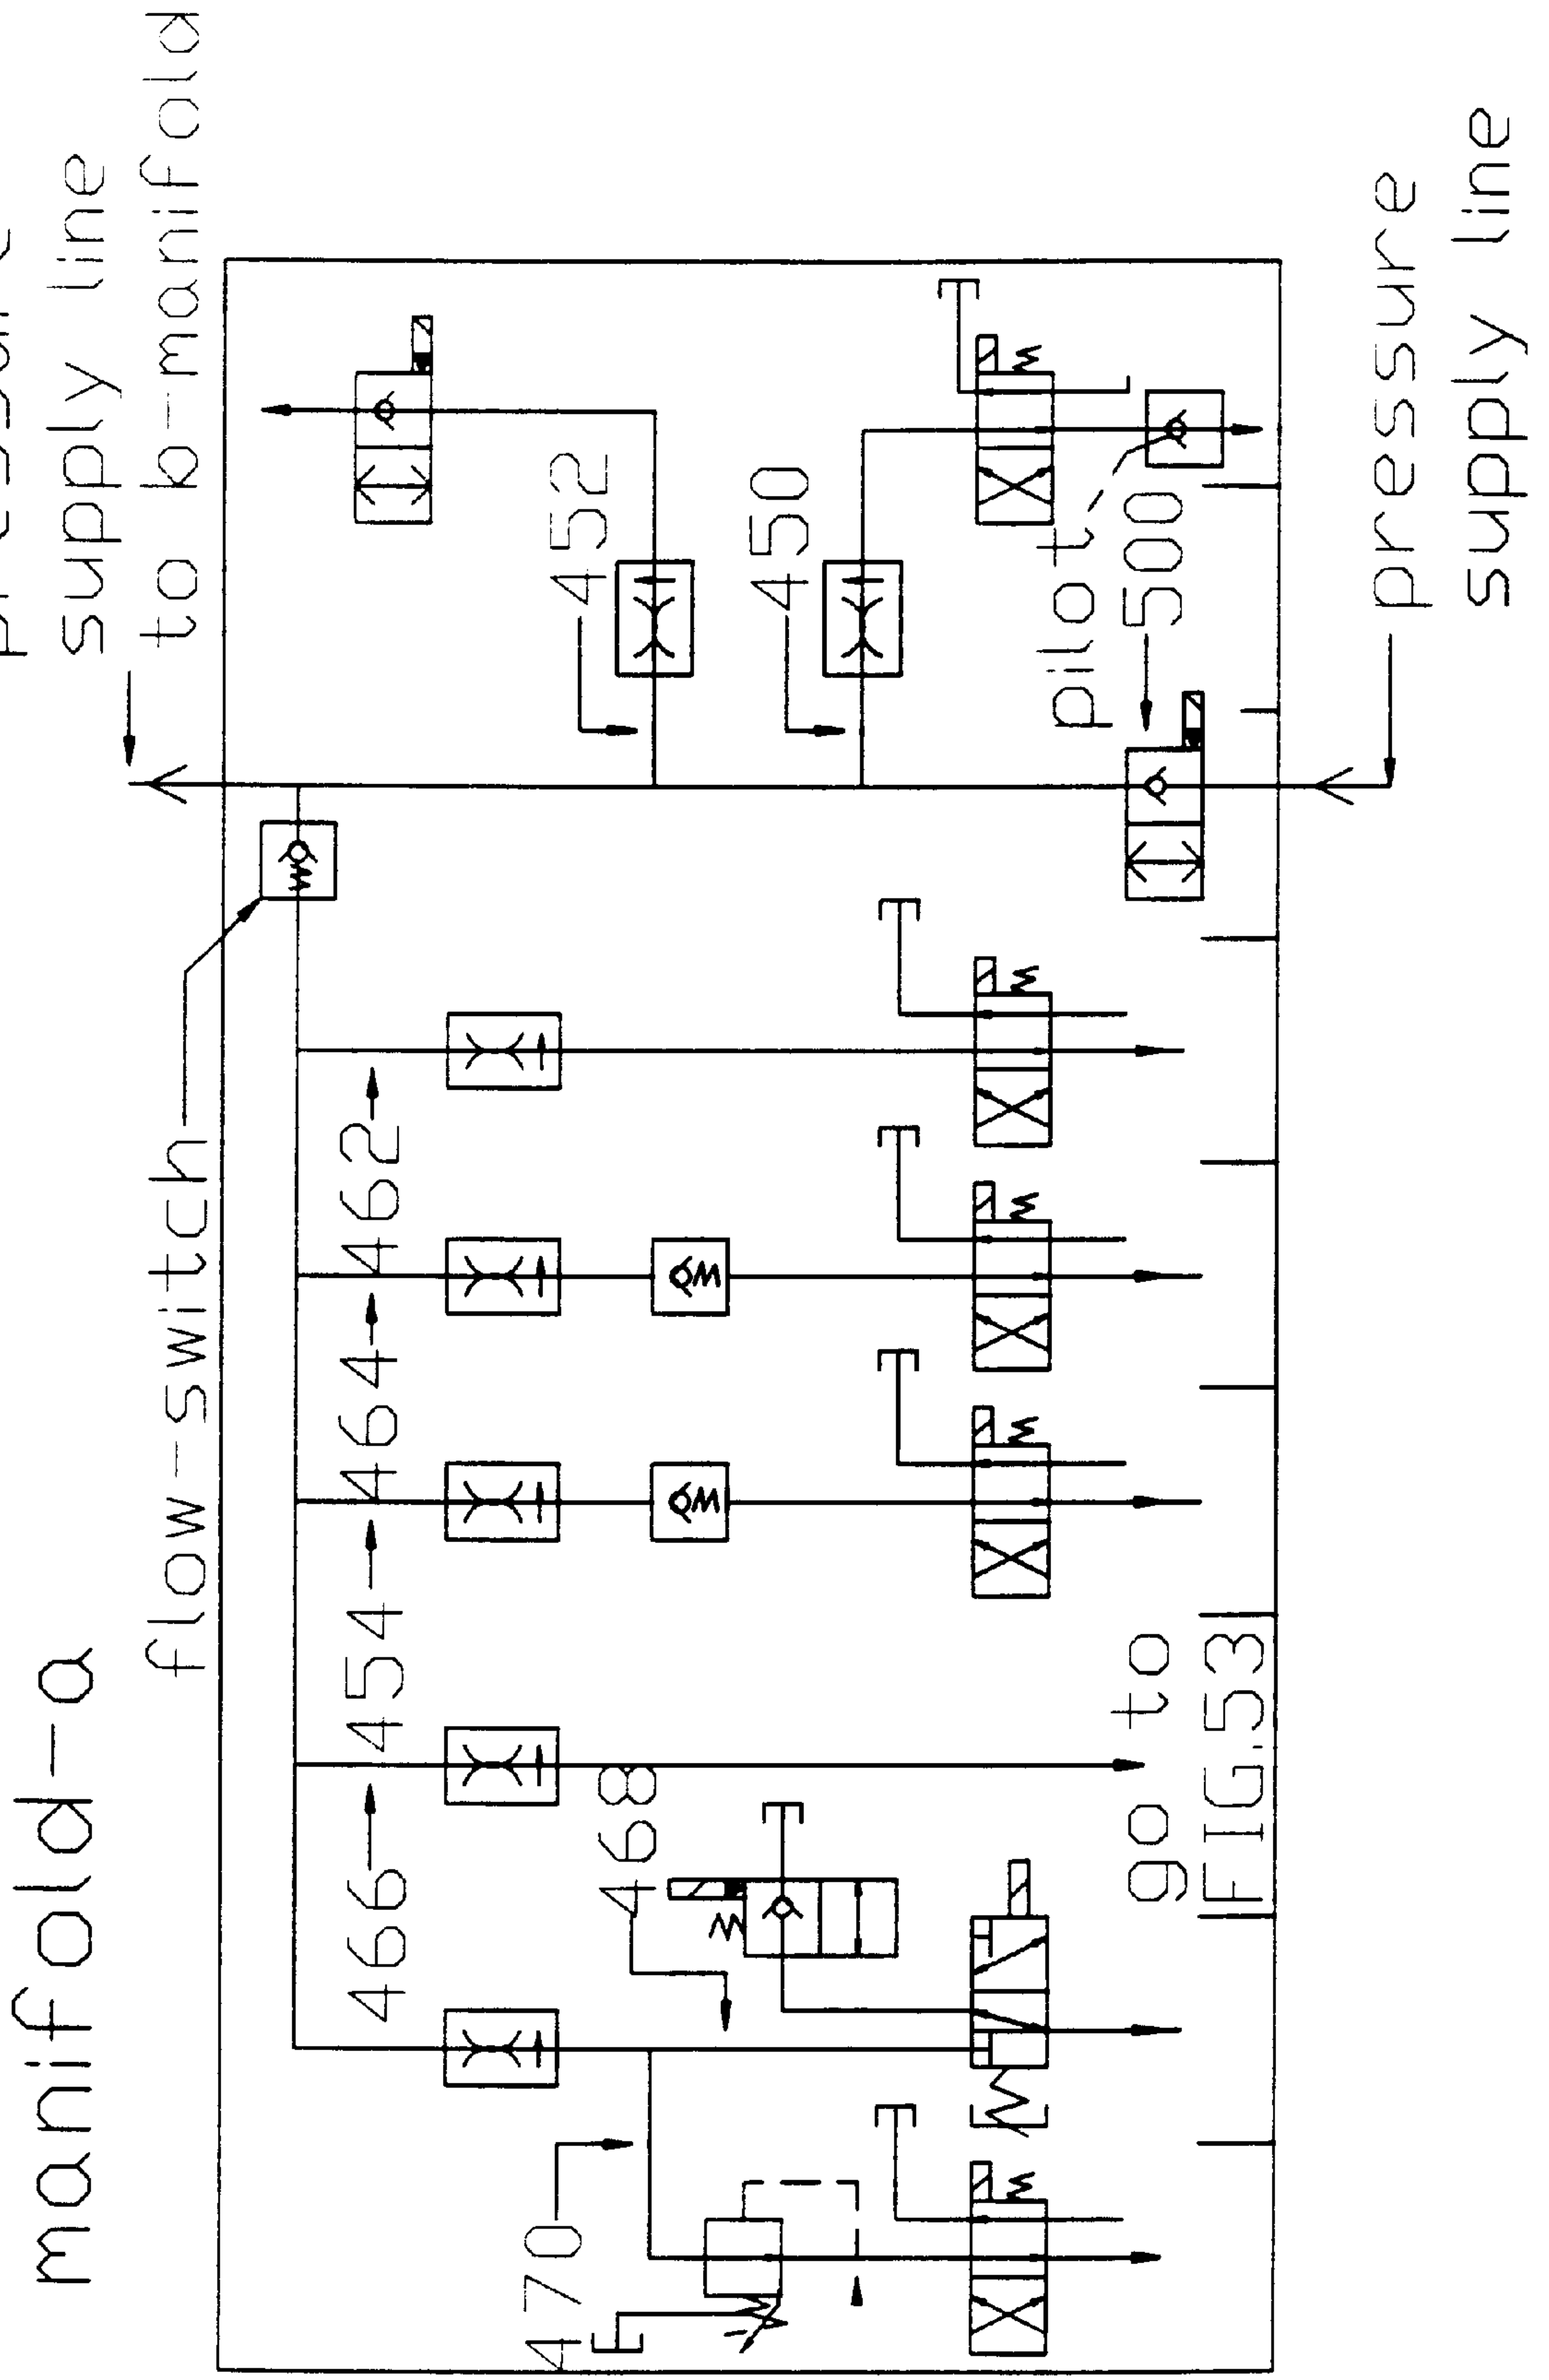 manifold-a
supply line
to k-manifold
flow-switch
470
468
466
454
464
462
452
450
pilot
500
go to
FIG.53
pressure
supply line